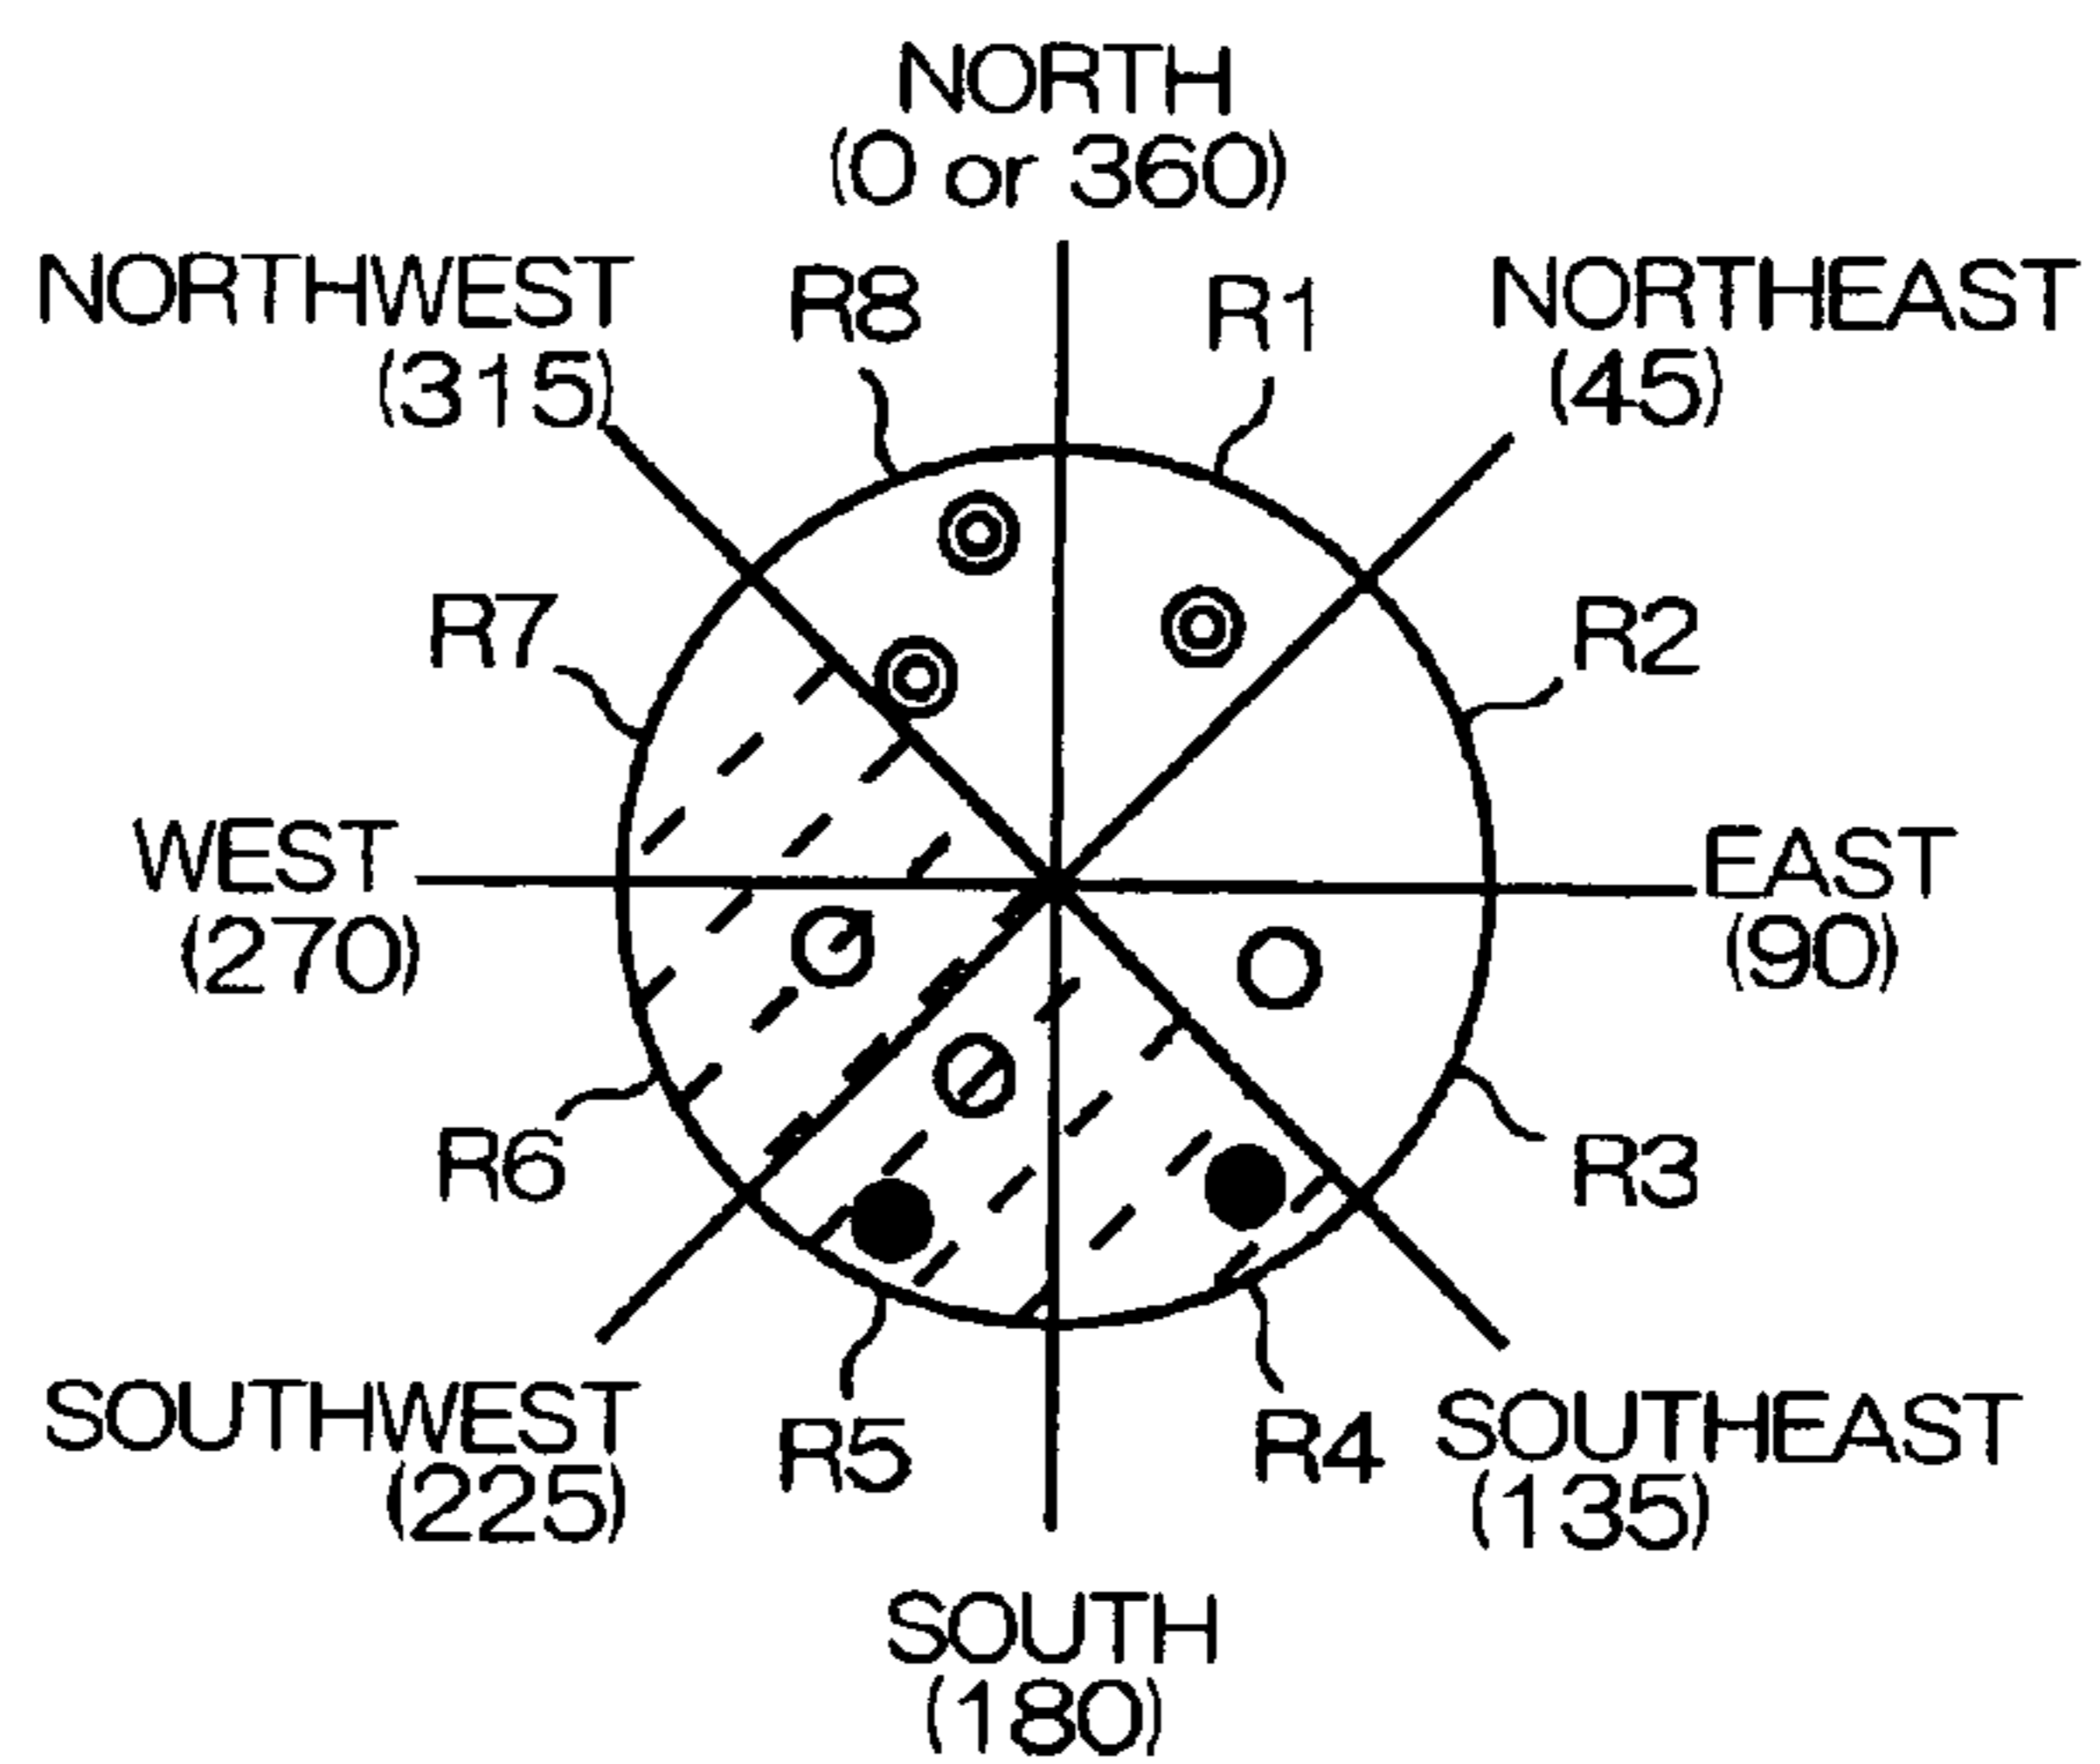 NORTH
(0 or 360)
NORTHWEST
(315)
R8
R1
NORTHEAST
(45)
R7
R2
WEST
(270)
EAST
(90)
R6
R3
SOUTHWEST
(225)
R5
R4
SOUTHEAST
(135)
SOUTH
(180)